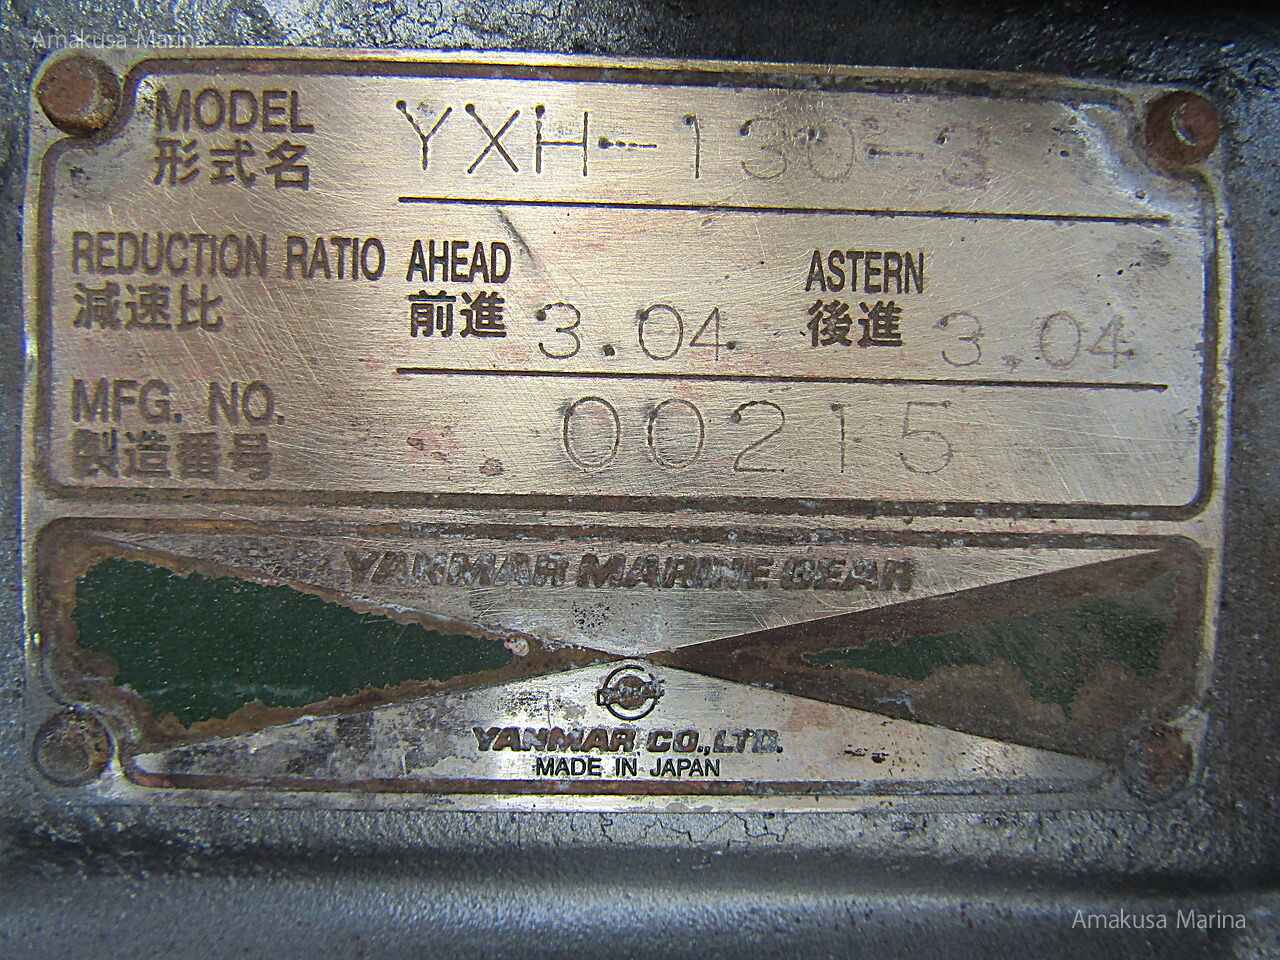 Amakusa Marina
MODEL YXH-130-3
形式名
REDUCTION RATIO AHEAD 3.04 ASTERN 3.04
減速比 前進 後進
MFG. NO. 00215
製造番号
YANMAR MARINE GEAR
YANMAR
YANMAR CO., LTD.
MADE IN JAPAN
Amakusa Marina